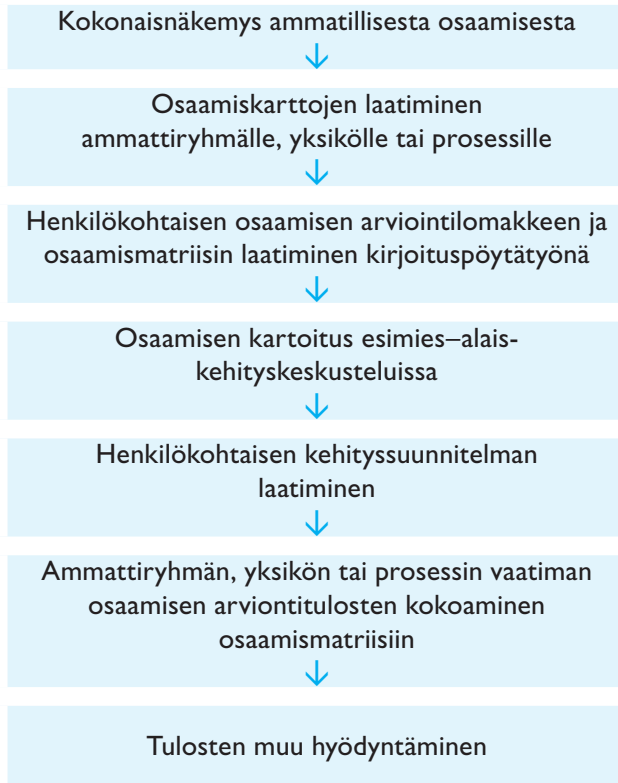 Kokonaisnäkemys ammatillisesta osaamisesta
↓
Osaamiskarttojen laatiminen
ammattiryhmälle, yksikölle tai prosessille
↓
Henkilökohtaisen osaamisen arviointilomakkeen ja
osaamismatriisin laatiminen kirjoituspöytätyönä
↓
Osaamisen kartoitus esimies–alais-
kehityskeskusteluissa
↓
Henkilökohtaisen kehityssuunnitelman
laatiminen
↓
Ammattiryhmän, yksikön tai prosessin vaatiman
osaamisen arviontitulosten kokoaminen
osaamismatriisiin
↓
Tulosten muu hyödyntäminen